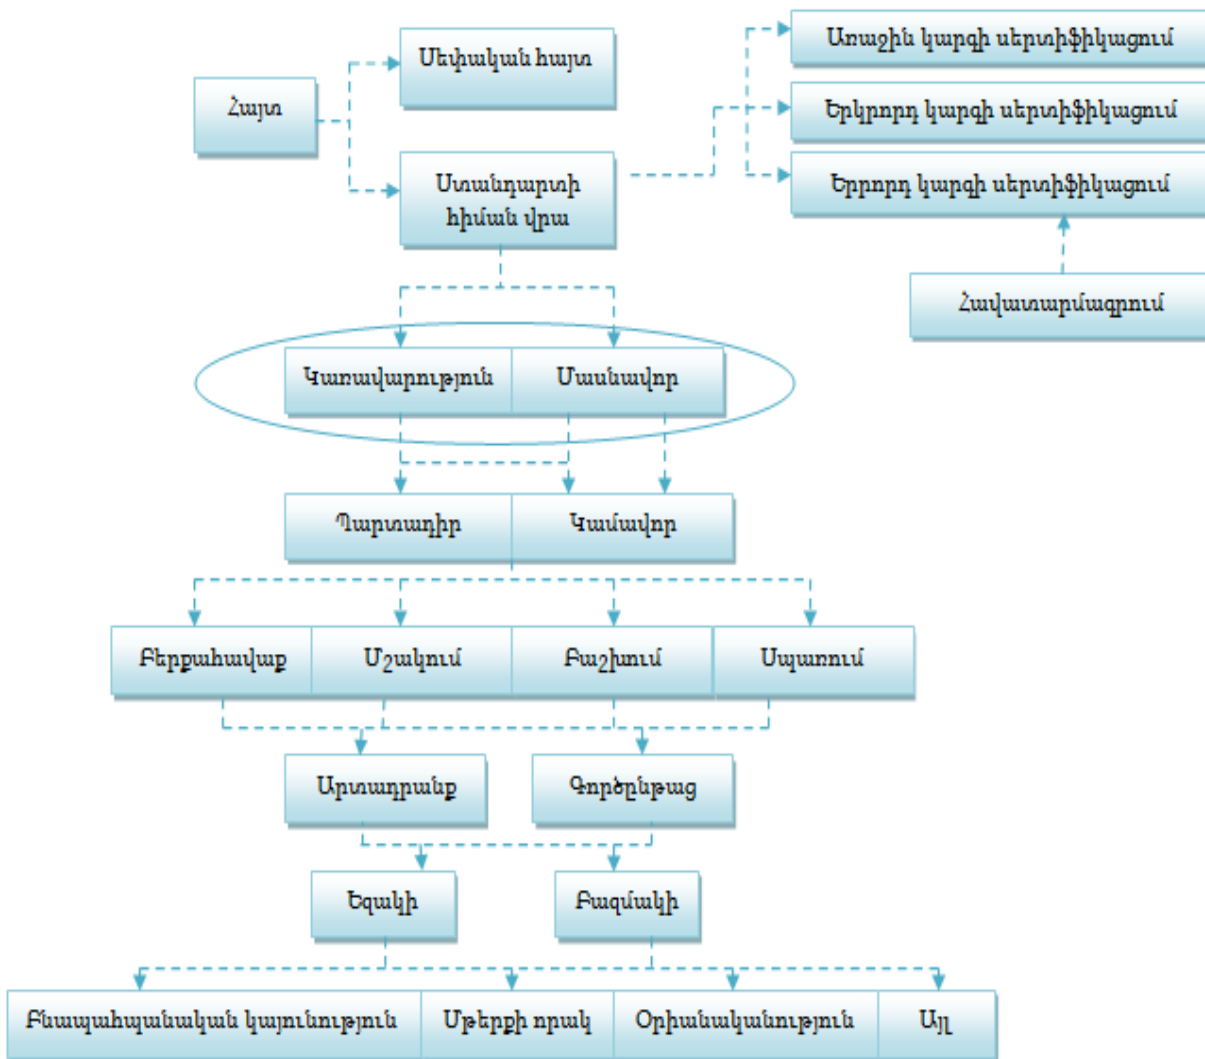 Հայտ
Սեփական հայտ
Ստանդարտի
հիման վրա
Առաջին կարգի սերտիֆիկացում
Երկրորդ կարգի սերտիֆիկացում
Երրորդ կարգի սերտիֆիկացում
Հավատարմագրում
Կառավարություն
Մասնավոր
Պարտադիր
Կամավոր
Բերքահավաք
Մշակում
Բաշխում
Սպառում
Արտադրանք
Գործընթաց
Եզակի
Բազմակի
Բնապահպանական կայունություն
Մթերքի որակ
Օրինականություն
Այլ